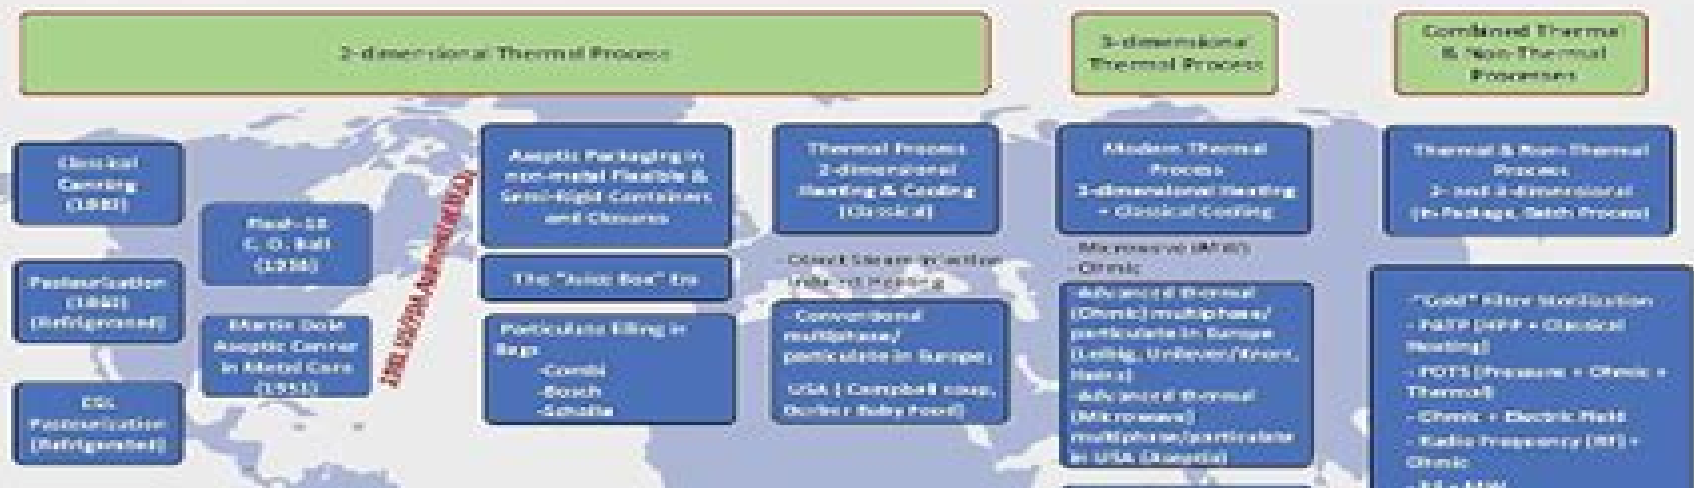 2-dimensional Thermal Process
3-dimensional
Thermal Process
Combined Thermal
& Non-Thermal
Processes
Classical
Canning
Pasteurization
(Refrigerated)
ESL
Pasteurization
(Refrigerated)
C. O. Ball
Martin Dole
Aseptic Canner
in Metal Cans
(1951)
Aseptic Packaging in
non-metal Flexible &
Semi-Rigid Containers
and Closures
The "Juice Box" Era
Particulate filling in
Bags
-Combi
-Bosch
-Scholle
Thermal Process
2-dimensional
Heating & Cooling
(Classical)
- Direct Steam Injection
Heating
- Conventional
multiphase/
particulate in Europe,
USA (Campbell soup,
Gerber Baby Food)
Modern Thermal
Process
3-dimensional Heating
+ Classical Cooling
- Microwave (MW)
- Ohmic
-Advanced thermal
(Ohmic) multiphase/
particulate in Europe
-Advanced thermal
(Microwave)
multiphase/particulate
in USA (Aseptia)
Thermal & Non-Thermal
Process
2- and 3-dimensional
(In-Package, Batch Process)
-"Cold" Filter Sterilization
- PATP (HPP + Classical
Heating)
- POTS (Pressure + Ohmic +
Thermal)
- Ohmic + Electric Field
- Radio Frequency (RF) +
Ohmic